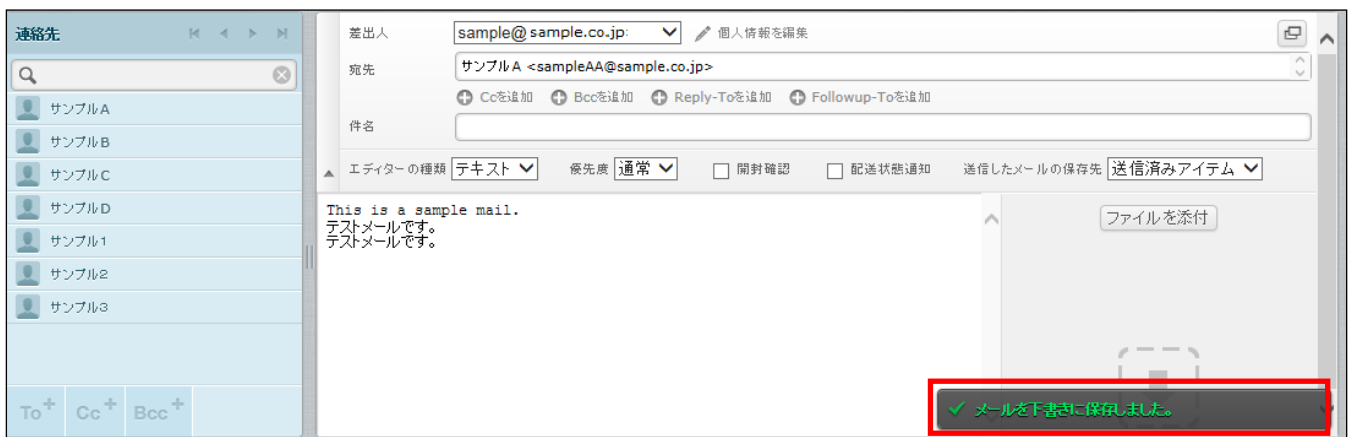 連絡先
サンプルA
サンプルB
サンプルC
サンプルD
サンプル1
サンプル2
サンプル3
To+ Cc+ Bcc+
差出人 sample@sample.co.jp: 個人情報を編集
宛先 サンプルA <sampleAA@sample.co.jp>
Ccを追加 Bccを追加 Reply-Toを追加 Followup-Toを追加
件名
エディターの種類 テキスト 優先度 通常 開封確認 配送状態通知 送信したメールの保存先 送信済みアイテム
This is a sample mail.
テストメールです。
テストメールです。
ファイルを添付
メールを下書きに保存しました。